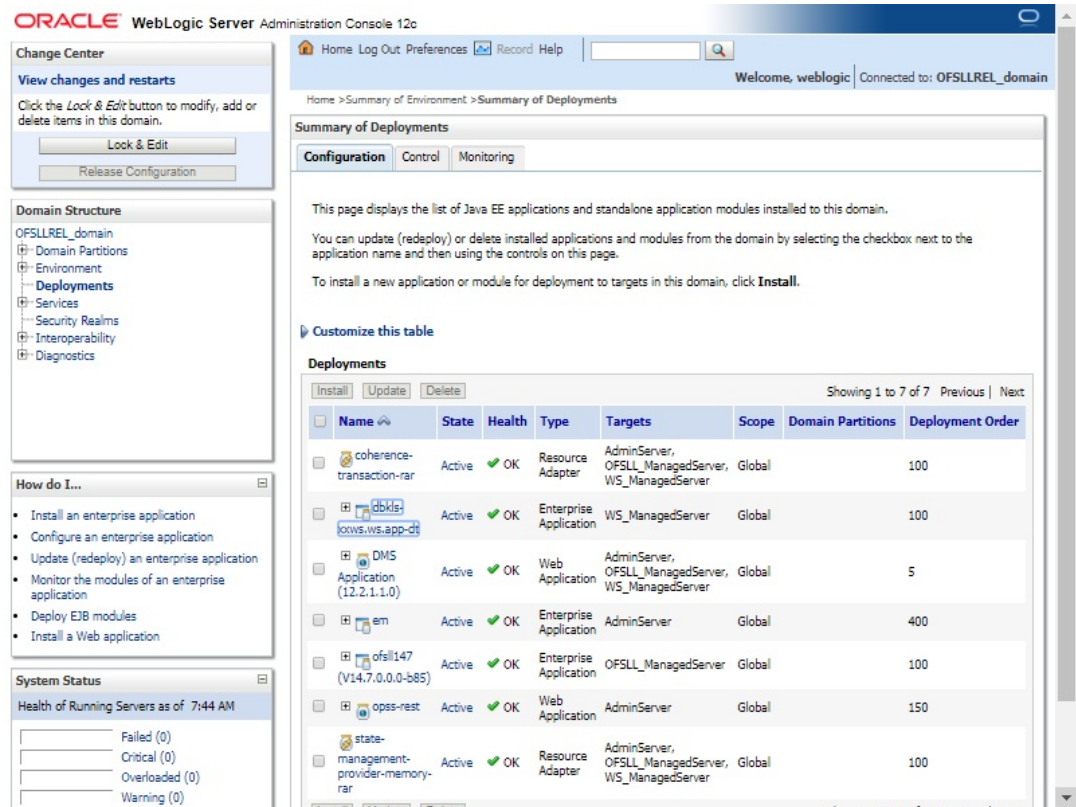 ORACLE WebLogic Server Administration Console 12c
Change Center
View changes and restarts
Click the Lock & Edit button to modify, add or
delete items in this domain.
Lock & Edit
Release Configuration
Domain Structure
OFSLLREL_domain
Domain Partitions
Environment
Deployments
Services
Security Realms
Interoperability
Diagnostics
How do I...
Install an enterprise application
Configure an enterprise application
Update (redeploy) an enterprise application
Monitor the modules of an enterprise
application
Deploy EJB modules
Install a Web application
System Status
Health of Running Servers as of 7:44 AM
Failed (0)
Critical (0)
Overloaded (0)
Warning (0)
Home Log Out Preferences Record Help
Welcome, weblogic Connected to: OFSLLREL_domain
Home >Summary of Environment >Summary of Deployments
Summary of Deployments
Configuration Control Monitoring
This page displays the list of Java EE applications and standalone application modules installed to this domain.
You can update (redeploy) or delete installed applications and modules from the domain by selecting the checkbox next to the
application name and then using the controls on this page.
To install a new application or module for deployment to targets in this domain, click Install.
Customize this table
Deployments
Install Update Delete Showing 1 to 7 of 7 Previous | Next
Name State Health Type Targets Scope Domain Partitions Deployment Order
coherence-
transaction-rar Active OK Resource
Adapter AdminServer,
OFSLL_ManagedServer,
WS_ManagedServer Global 100
dbkls-
xxws.ws.app-dt Active OK Enterprise
Application WS_ManagedServer Global 100
DMS
Application
(12.2.1.1.0) Active OK Web
Application AdminServer,
OFSLL_ManagedServer,
WS_ManagedServer Global 5
em Active OK Enterprise
Application AdminServer Global 400
ofsll147
(V14.7.0.0.0-b85) Active OK Enterprise
Application OFSLL_ManagedServer Global 100
opss-rest Active OK Web
Application AdminServer Global 150
state-
management-
provider-memory-
rar Active OK Resource
Adapter AdminServer,
OFSLL_ManagedServer,
WS_ManagedServer Global 100